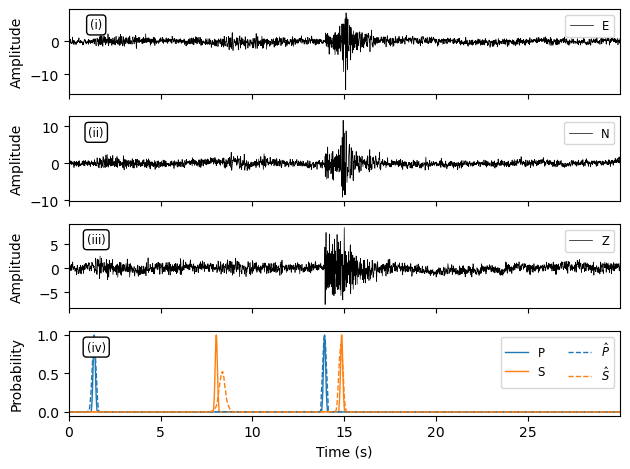 Amplitude
10
0
−10
(i)
E
Amplitude
10
0
−10
(ii)
N
Amplitude
5
0
−5
(iii)
Z
Probability
1.0
0.5
0.0
(iv)
P
S
P̂
Ŝ
0 5 10 15 20 25
Time (s)